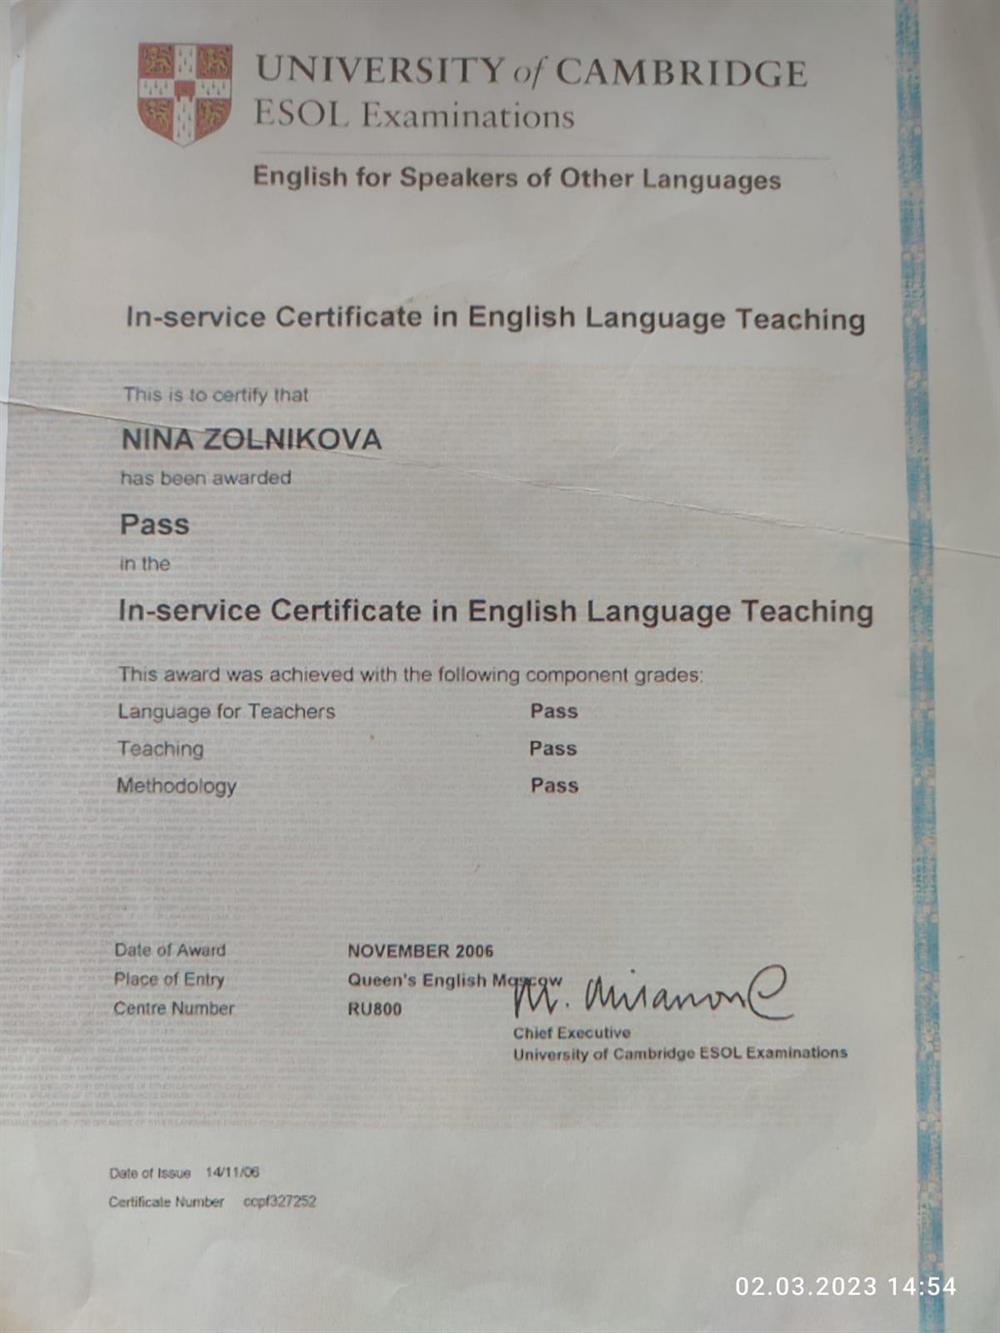 UNIVERSITY of CAMBRIDGE
ESOL Examinations
English for Speakers of Other Languages
In-service Certificate in English Language Teaching
This is to certify that
NINA ZOLNIKOVA
has been awarded
Pass
in the
In-service Certificate in English Language Teaching
This award was achieved with the following component grades:
Language for Teachers Pass
Teaching Pass
Methodology Pass
Date of Award NOVEMBER 2006
Place of Entry Queen's English Moscow
Centre Number RU800
Chief Executive
University of Cambridge ESOL Examinations
Date of Issue 14/11/06
Certificate Number ccpf327252
02.03.2023 14:54